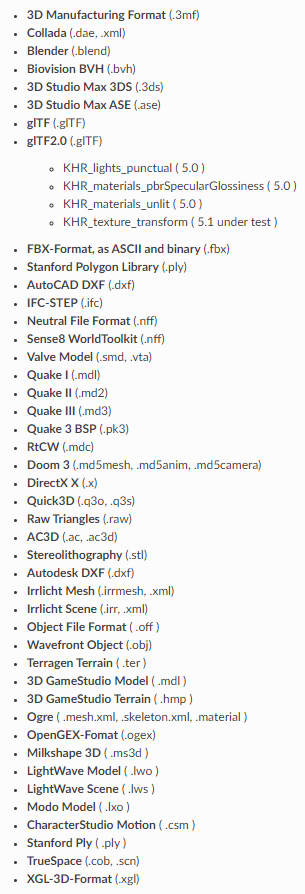 3D Manufacturing Format (.3mf)
Collada (.dae, .xml)
Blender (.blend)
Biovision BVH (.bvh)
3D Studio Max 3DS (.3ds)
3D Studio Max ASE (.ase)
glTF (.glTF)
glTF2.0 (.glTF)
KHR_lights_punctual ( 5.0 )
KHR_materials_pbrSpecularGlossiness ( 5.0 )
KHR_materials_unlit ( 5.0 )
KHR_texture_transform ( 5.1 under test )
FBX-Format, as ASCII and binary (.fbx)
Stanford Polygon Library (.ply)
AutoCAD DXF (.dxf)
IFC-STEP (.ifc)
Neutral File Format (.nff)
Sense8 WorldToolkit (.nff)
Valve Model (.smd, .vta)
Quake I (.mdl)
Quake II (.md2)
Quake III (.md3)
Quake 3 BSP (.pk3)
RtCW (.mdc)
Doom 3 (.md5mesh, .md5anim, .md5camera)
DirectX X (.x)
Quick3D (.q3o, .q3s)
Raw Triangles (.raw)
AC3D (.ac, .ac3d)
Stereolithography (.stl)
Autodesk DXF (.dxf)
Irrlicht Mesh (.irrmesh, .xml)
Irrlicht Scene (.irr, .xml)
Object File Format ( .off )
Wavefront Object (.obj)
Terragen Terrain ( .ter )
3D GameStudio Model ( .mdl )
3D GameStudio Terrain ( .hmp )
Ogre ( .mesh.xml, .skeleton.xml, .material )
OpenGEX-Fomat (.ogex)
Milkshape 3D ( .ms3d )
LightWave Model ( .lwo )
LightWave Scene ( .lws )
Modo Model ( .lxo )
CharacterStudio Motion ( .csm )
Stanford Ply ( .ply )
TrueSpace (.cob, .scn)
XGL-3D-Format (.xgl)